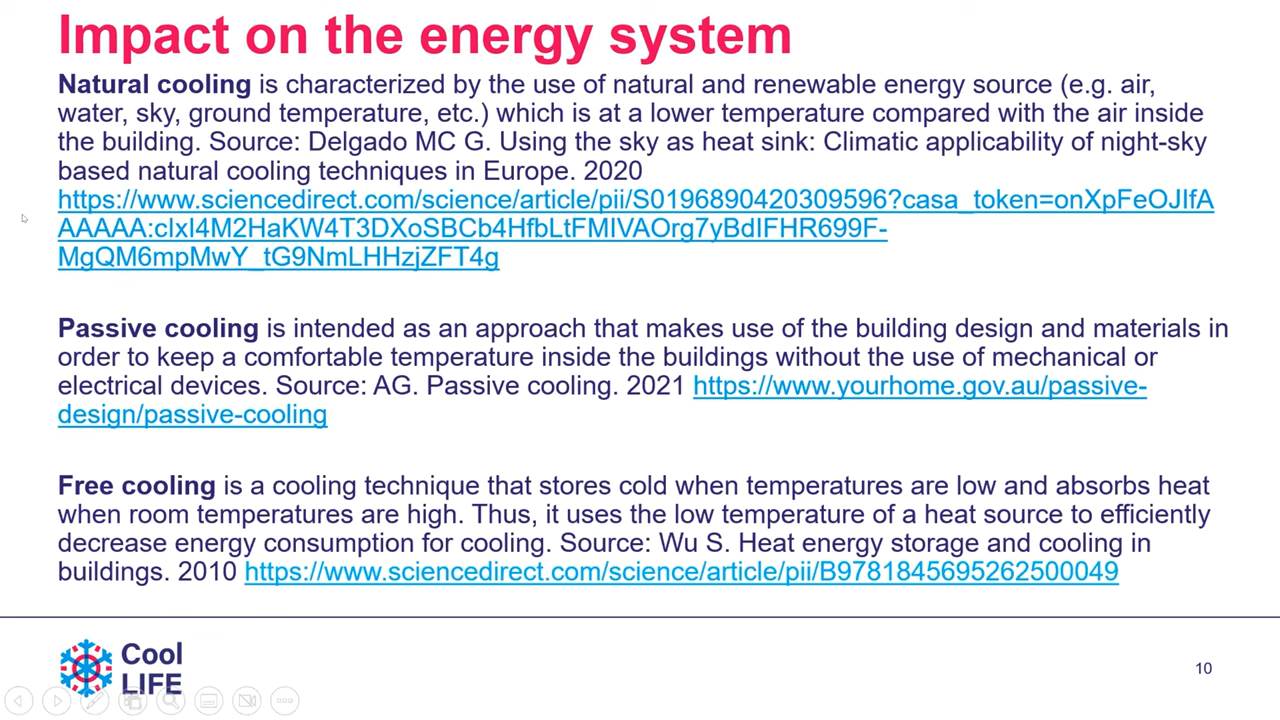 Impact on the energy system
Natural cooling is characterized by the use of natural and renewable energy source (e.g. air,
water, sky, ground temperature, etc.) which is at a lower temperature compared with the air inside
the building. Source: Delgado MC G. Using the sky as heat sink: Climatic applicability of night-sky
based natural cooling techniques in Europe. 2020
https://www.sciencedirect.com/science/article/pii/S0196890420309596?casa_token=onXpFeOJIfA
AAAAA:cIxI4M2HaKW4T3DXoSBCb4HfbLtFMIVAOrg7yBdIFHR699F-
MgQM6mpMwY_tG9NmLHHzjZFT4g
Passive cooling is intended as an approach that makes use of the building design and materials in
order to keep a comfortable temperature inside the buildings without the use of mechanical or
electrical devices. Source: AG. Passive cooling. 2021 https://www.yourhome.gov.au/passive-
design/passive-cooling
Free cooling is a cooling technique that stores cold when temperatures are low and absorbs heat
when room temperatures are high. Thus, it uses the low temperature of a heat source to efficiently
decrease energy consumption for cooling. Source: Wu S. Heat energy storage and cooling in
buildings. 2010 https://www.sciencedirect.com/science/article/pii/B9781845695262500049
Cool
LIFE
10